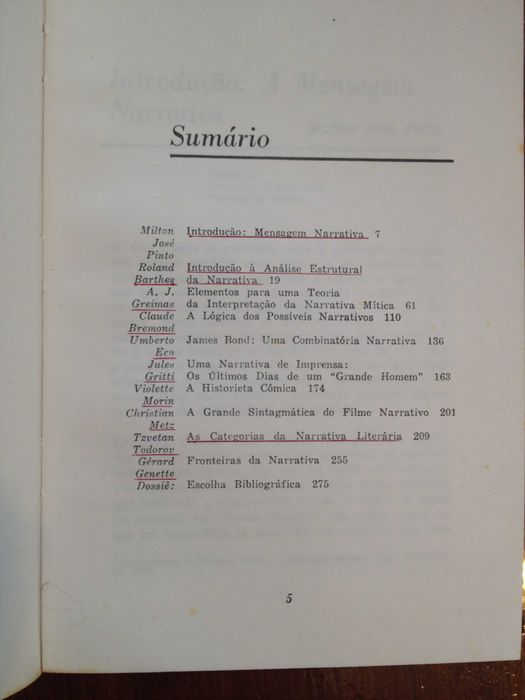 Sumário
Milton Introdução: Mensagem Narrativa 7
José
Pinto
Roland Introdução à Análise Estrutural
Barthes da Narrativa 19
A. J. Elementos para uma Teoria
Greimas da Interpretação da Narrativa Mítica 61
Claude A Lógica dos Possíveis Narrativos 110
Bremond
Umberto James Bond: Uma Combinatória Narrativa 136
Eco
Jules Uma Narrativa de Imprensa:
Gritti Os Últimos Dias de um "Grande Homem" 163
Violette A Historieta Cômica 174
Morin
Christian A Grande Sintagmática do Filme Narrativo 201
Metz
Tzvetan As Categorias da Narrativa Literária 209
Todorov
Gérard Fronteiras da Narrativa 255
Genette
Dossiê: Escolha Bibliográfica 275
5